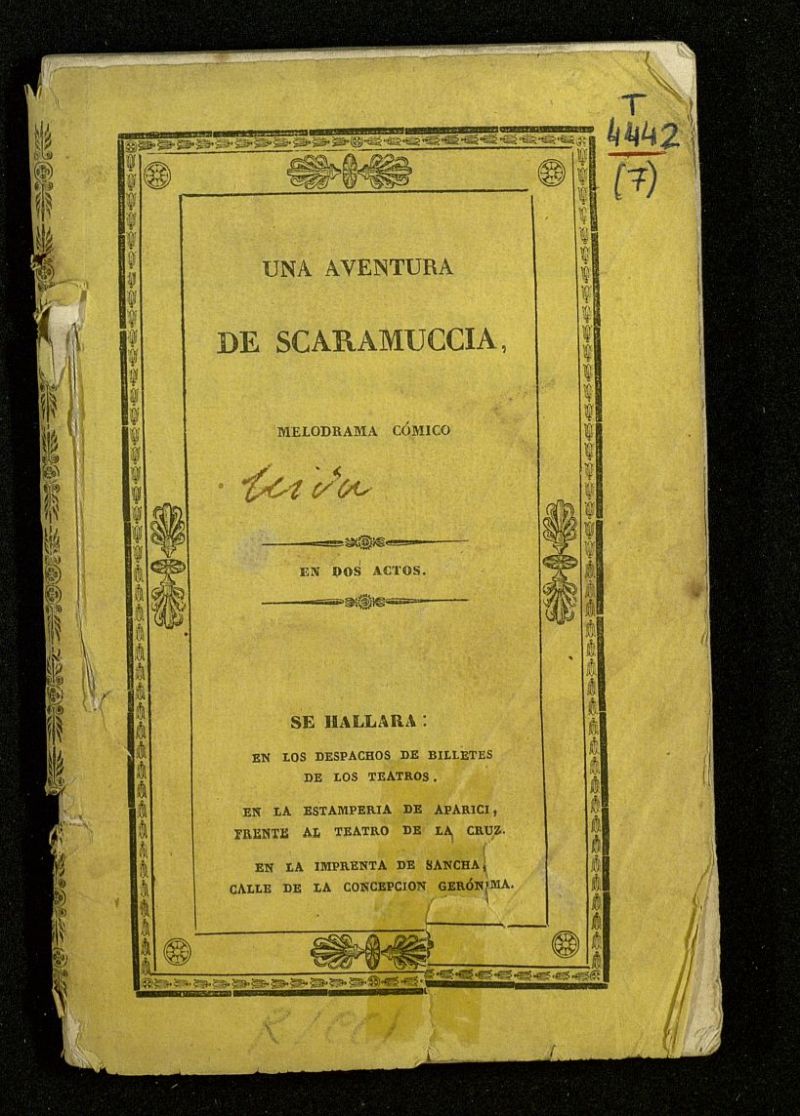 T
4442
(7)
UNA AVENTURA
DE SCARAMUCCIA,
MELODRAMA CÓMICO
EN DOS ACTOS.
SE HALLARA:
EN LOS DESPACHOS DE BILLETES
DE LOS TEATROS.
EN LA ESTAMPERIA DE APARICI,
FRENTE AL TEATRO DE LA CRUZ.
EN LA IMPRENTA DE SANCHA,
CALLE DE LA CONCEPCION GERÓNIMA.
RICCI